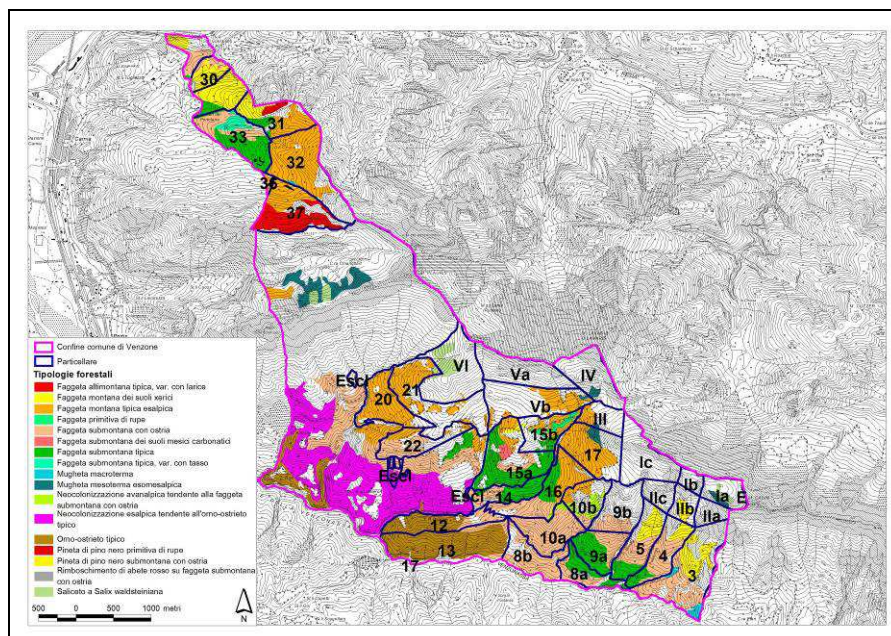 30
31
33
32
36
37
VI
Va
IV
Escl
20
21
Vb
III
15b
22
17
Escl
15a
Ic
Escl
14
16
Ib
Ia
E
10b
IIc
IIb
IIa
12
9b
10a
13
5
4
8b
9a
3
17
8a
Confine comune di Venzone
Particellare
Tipologie forestali
Faggeta altimontana tipica, var. con larice
Faggeta montana dei suoli xerici
Faggeta montana tipica esalpica
Faggeta primitiva di rupe
Faggeta submontana con ostria
Faggeta submontana dei suoli mesici carbonatici
Faggeta submontana tipica
Faggeta submontana tipica, var. con tasso
Mugheta macroterma
Mugheta mesoterma esomesalpica
Neocolonizzazione avanalpica tendente alla faggeta
submontana con ostria
Neocolonizzazione esalpica tendente all'orno-ostrieto
tipico
Orno-ostrieto tipico
Pineta di pino nero primitiva di rupe
Pineta di pino nero submontana con ostria
Rimboschimento di abete rosso su faggeta submontana
con ostria
Saliceto a Salix waldsteiniana
500 0 500 1000 metri
N